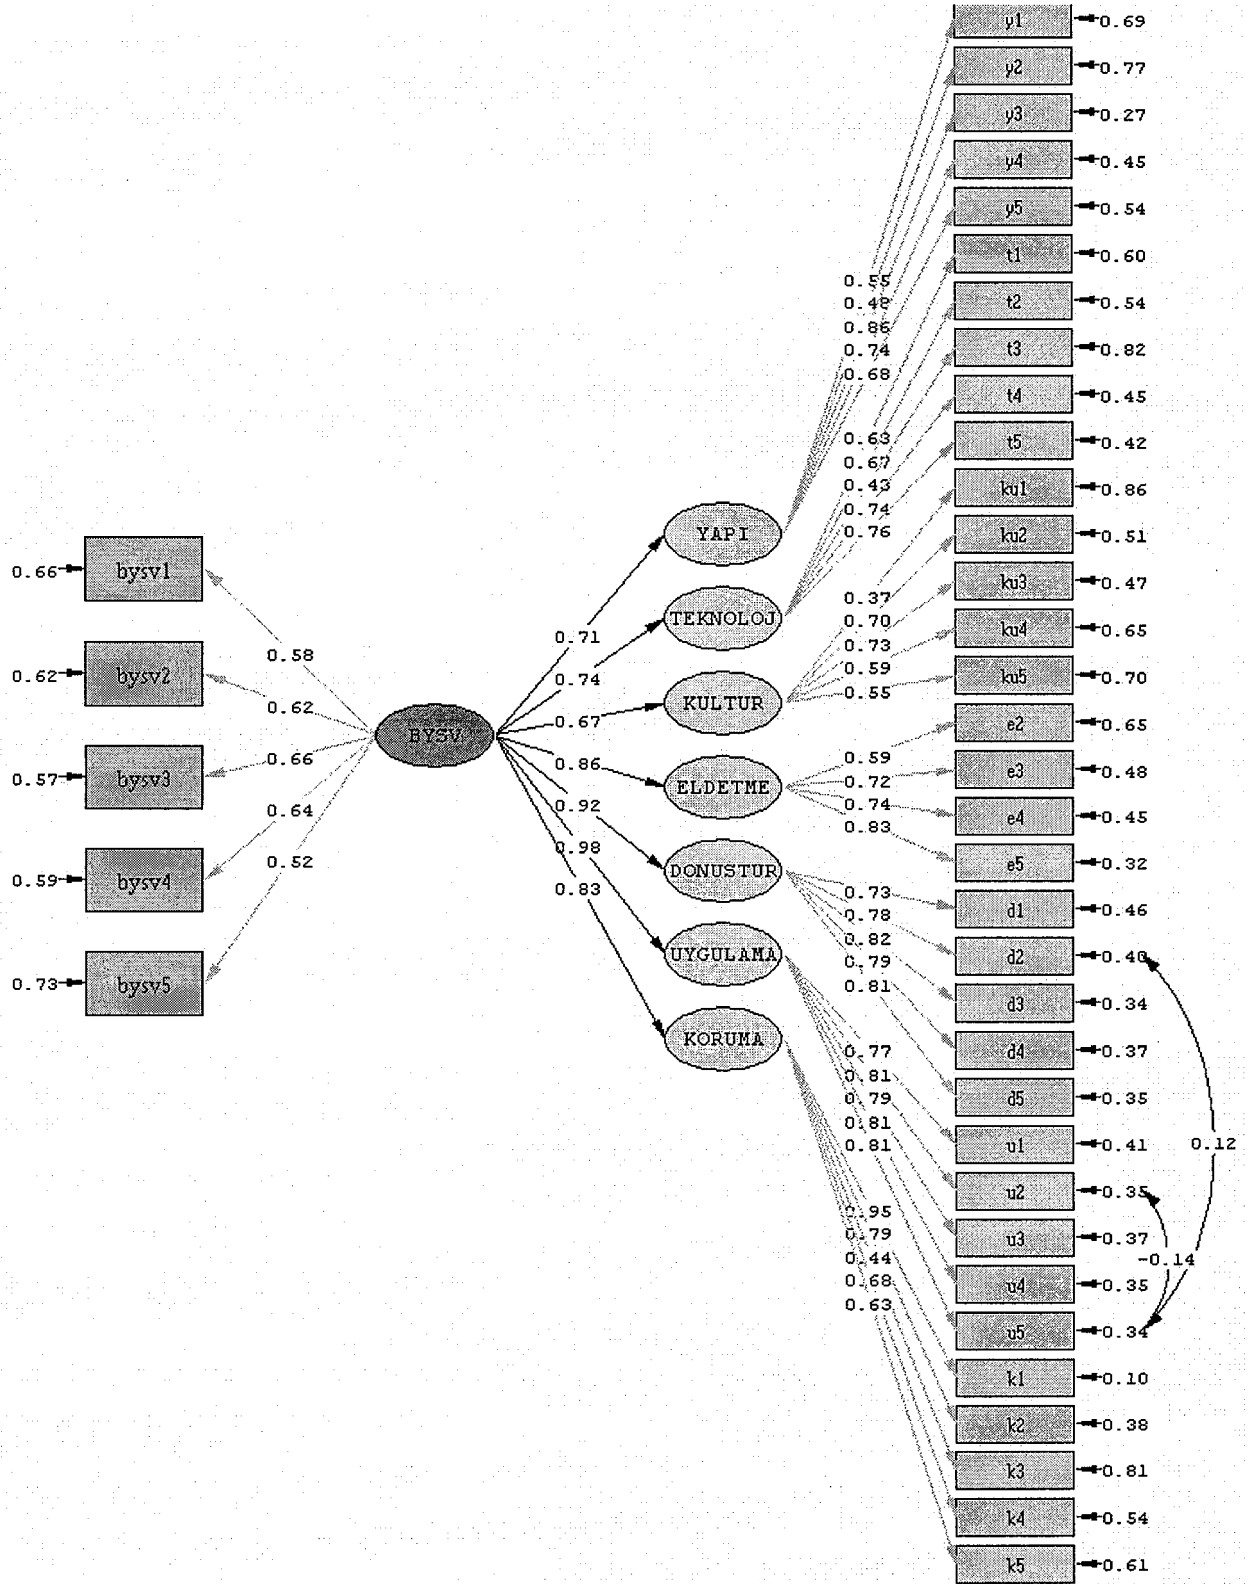 y1 0.69
y2 0.77
y3 0.27
y4 0.45
y5 0.54
t1 0.60
t2 0.54
t3 0.82
t4 0.45
t5 0.42
ku1 0.86
ku2 0.51
ku3 0.47
ku4 0.65
ku5 0.70
e2 0.65
e3 0.48
e4 0.45
e5 0.32
d1 0.46
d2 0.40
d3 0.34
d4 0.37
d5 0.35
u1 0.41
u2 0.35
u3 0.37
u4 0.35
u5 0.34
k1 0.10
k2 0.38
k3 0.81
k4 0.54
k5 0.61
0.12
-0.14
0.55
0.48
0.86
0.74
0.68
0.63
0.67
0.43
0.74
0.76
0.37
0.70
0.73
0.59
0.55
0.59
0.72
0.74
0.83
0.73
0.78
0.82
0.79
0.81
0.77
0.81
0.79
0.81
0.81
0.95
0.79
0.44
0.68
0.63
YAPI
TEKNOLOJ
KULTUR
ELDETME
DONUSTUR
UYGULAMA
KORUMA
0.71
0.74
0.67
0.86
0.92
0.98
0.83
BYSV
0.58
0.62
0.66
0.64
0.52
0.66 bysv1
0.62 bysv2
0.57 bysv3
0.59 bysv4
0.73 bysv5